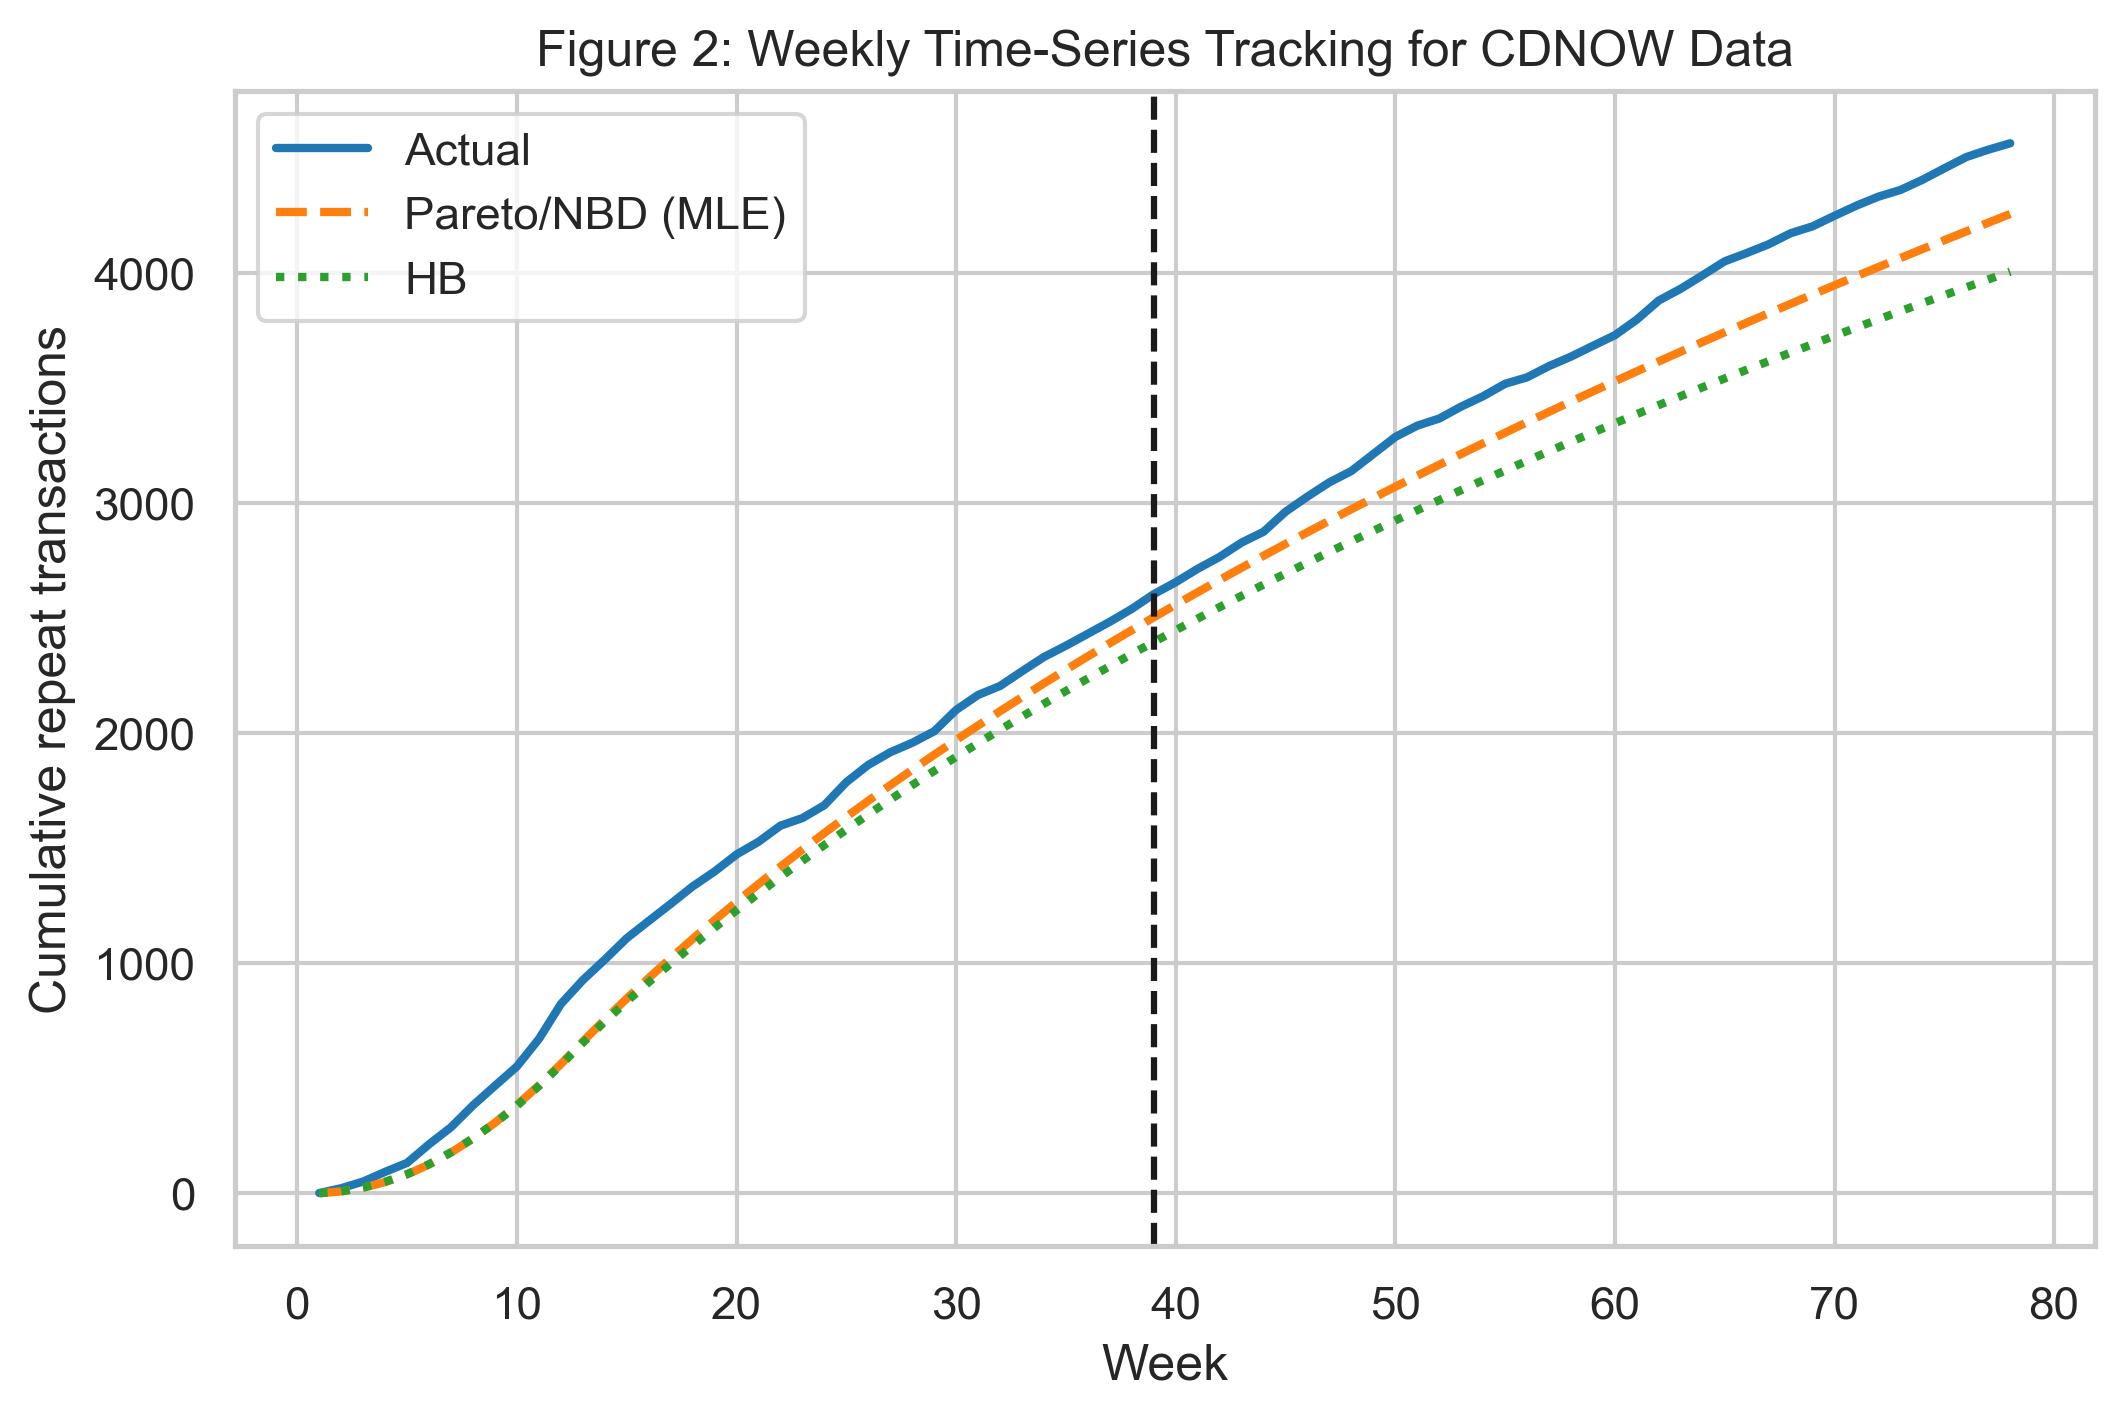 Figure 2: Weekly Time-Series Tracking for CDNOW Data
Actual
Pareto/NBD (MLE)
HB
Cumulative repeat transactions
4000
3000
2000
1000
0
0 10 20 30 40 50 60 70 80
Week